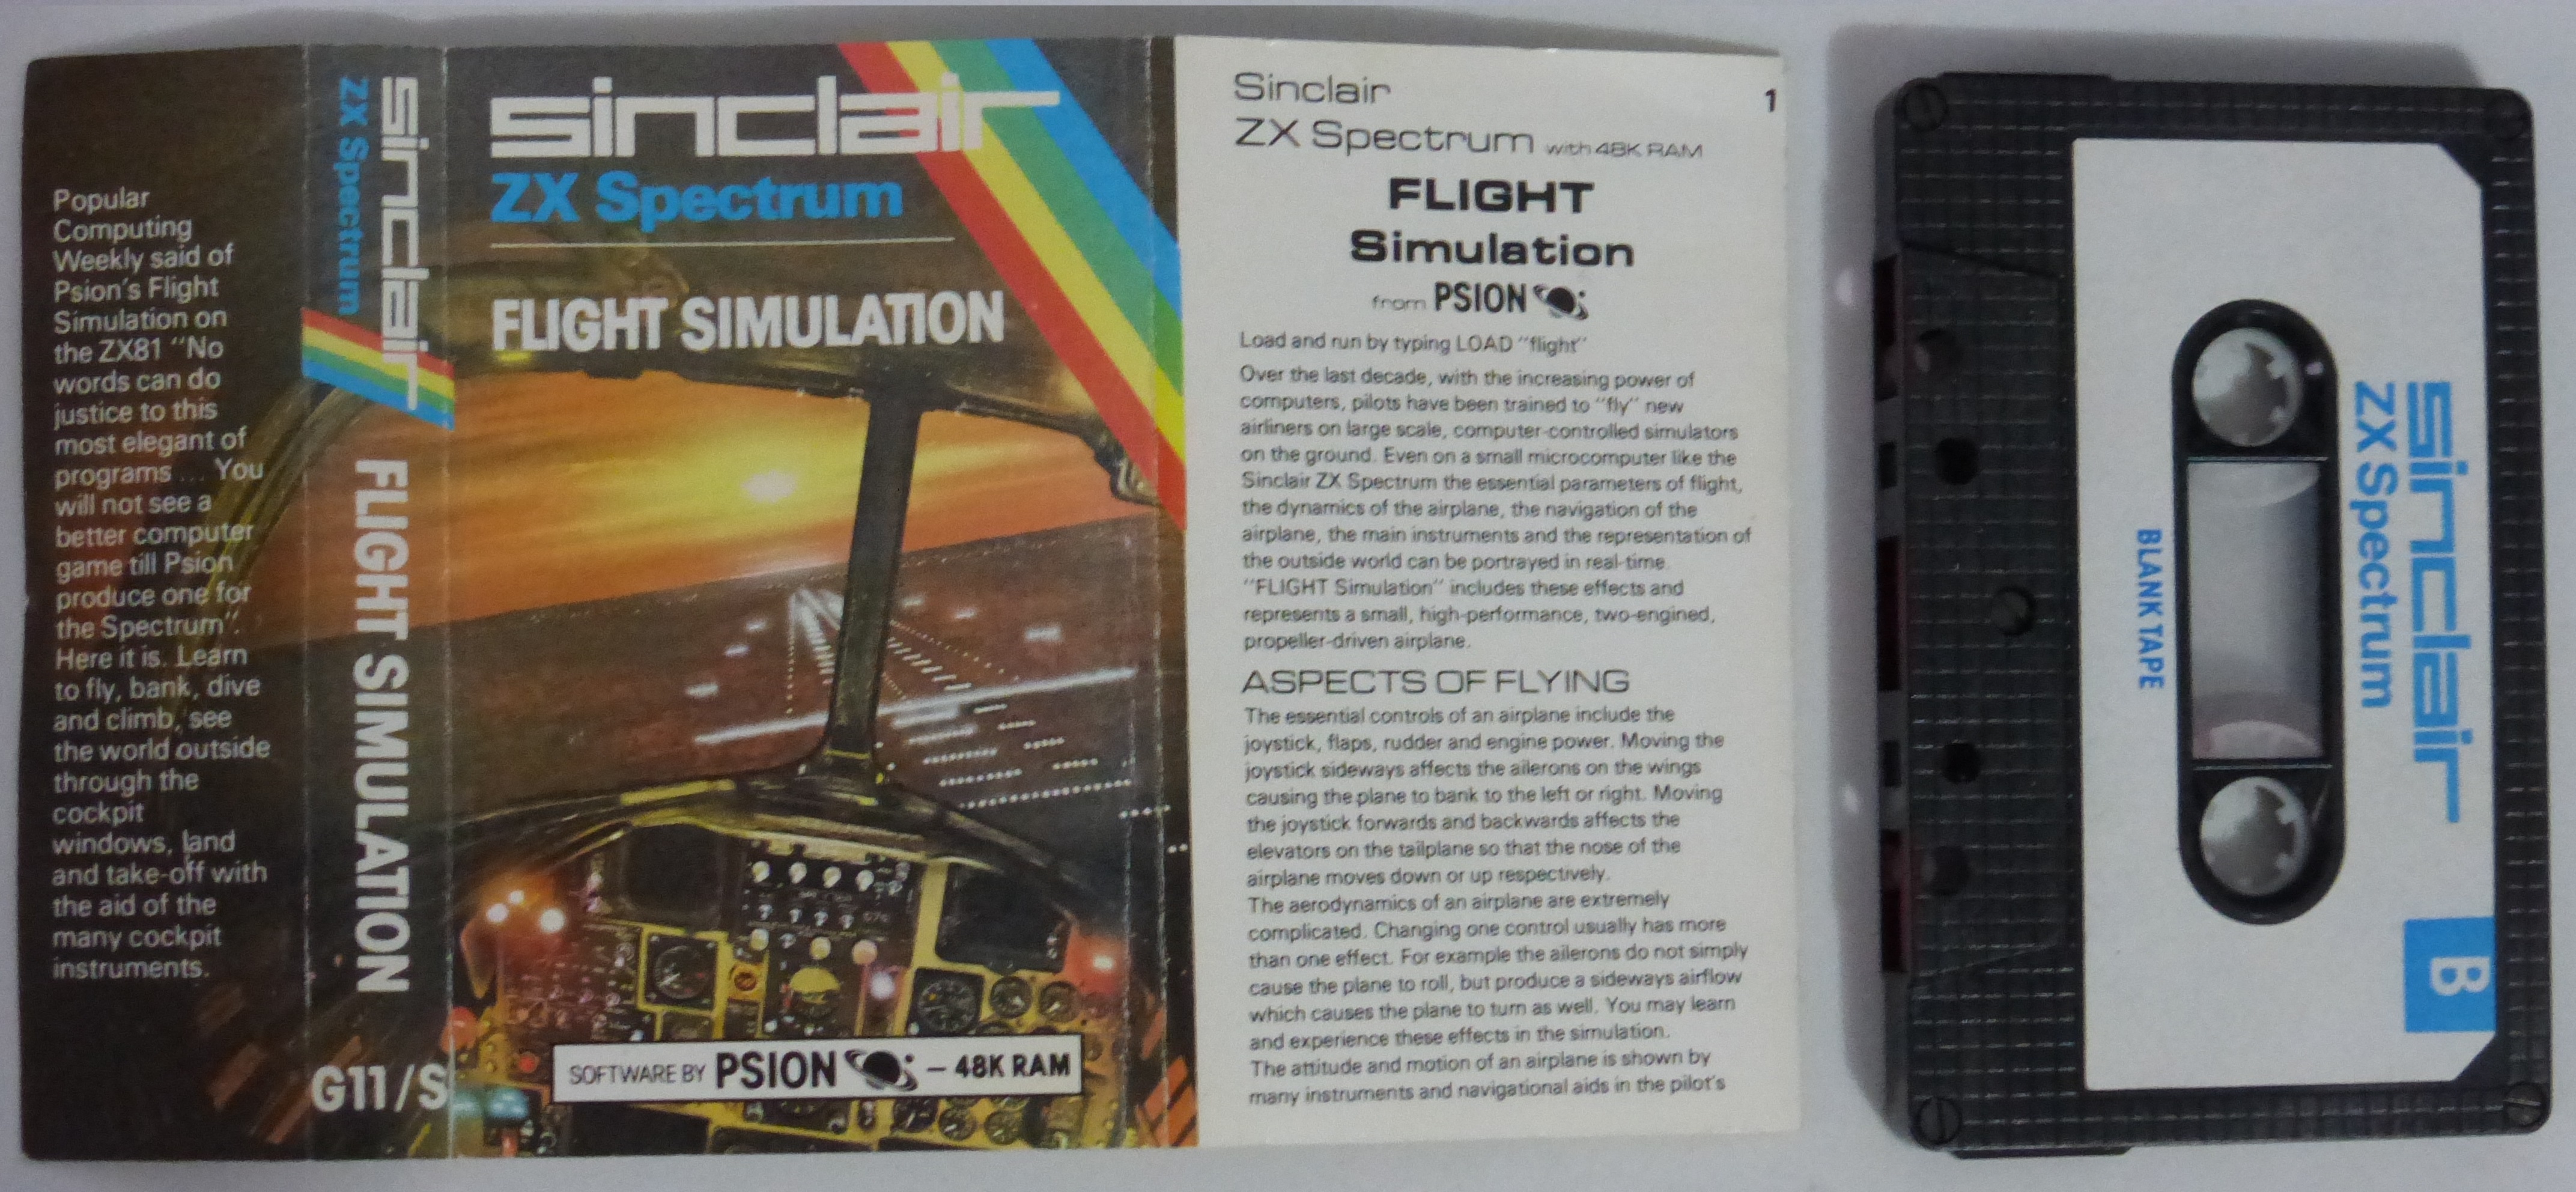 Popular
Computing
Weekly said of
Psion's Flight
Simulation on
the ZX81 "No
words can do
justice to this
most elegant of
programs ... You
will not see a
better computer
game till Psion
produce one for
the Spectrum".
Here it is. Learn
to fly, bank, dive
and climb, see
the world outside
through the
cockpit
windows, land
and take-off with
the aid of the
many cockpit
instruments.
sinclair
ZX Spectrum
FLIGHT SIMULATION
G11/S
sinclair
ZX Spectrum
FLIGHT SIMULATION
SOFTWARE BY PSION – 48K RAM
1
Sinclair
ZX Spectrum with 48K RAM
FLIGHT
Simulation
from PSION
Load and run by typing LOAD "flight"
Over the last decade, with the increasing power of
computers, pilots have been trained to "fly" new
airliners on large scale, computer-controlled simulators
on the ground. Even on a small microcomputer like the
Sinclair ZX Spectrum the essential parameters of flight,
the dynamics of the airplane, the navigation of the
airplane, the main instruments and the representation of
the outside world can be portrayed in real-time.
"FLIGHT Simulation" includes these effects and
represents a small, high-performance, two-engined,
propeller-driven airplane.
ASPECTS OF FLYING
The essential controls of an airplane include the
joystick, flaps, rudder and engine power. Moving the
joystick sideways affects the ailerons on the wings
causing the plane to bank to the left or right. Moving
the joystick forwards and backwards affects the
elevators on the tailplane so that the nose of the
airplane moves down or up respectively.
The aerodynamics of an airplane are extremely
complicated. Changing one control usually has more
than one effect. For example the ailerons do not simply
cause the plane to roll, but produce a sideways airflow
which causes the plane to turn as well. You may learn
and experience these effects in the simulation.
The attitude and motion of an airplane is shown by
many instruments and navigational aids in the pilot's
sinclair
ZX Spectrum
BLANK TAPE
B